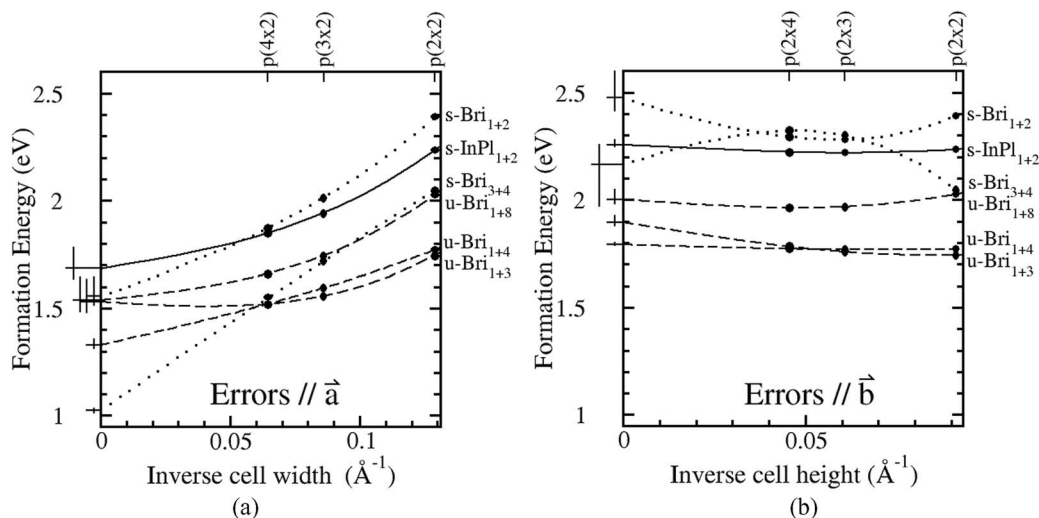 p(4x2)
p(3x2)
p(2x2)
2.5
2
1.5
1
Formation Energy (eV)
s-Bri1+2
s-InPl1+2
s-Bri3+4
u-Bri1+8
u-Bri1+4
u-Bri1+3
Errors // a⃗
0
0.05
0.1
Inverse cell width (Å-1)
(a)
p(2x4)
p(2x3)
p(2x2)
2.5
2
1.5
1
Formation Energy (eV)
s-Bri1+2
s-InPl1+2
s-Bri3+4
u-Bri1+8
u-Bri1+4
u-Bri1+3
Errors // b⃗
0
0.05
Inverse cell height (Å-1)
(b)